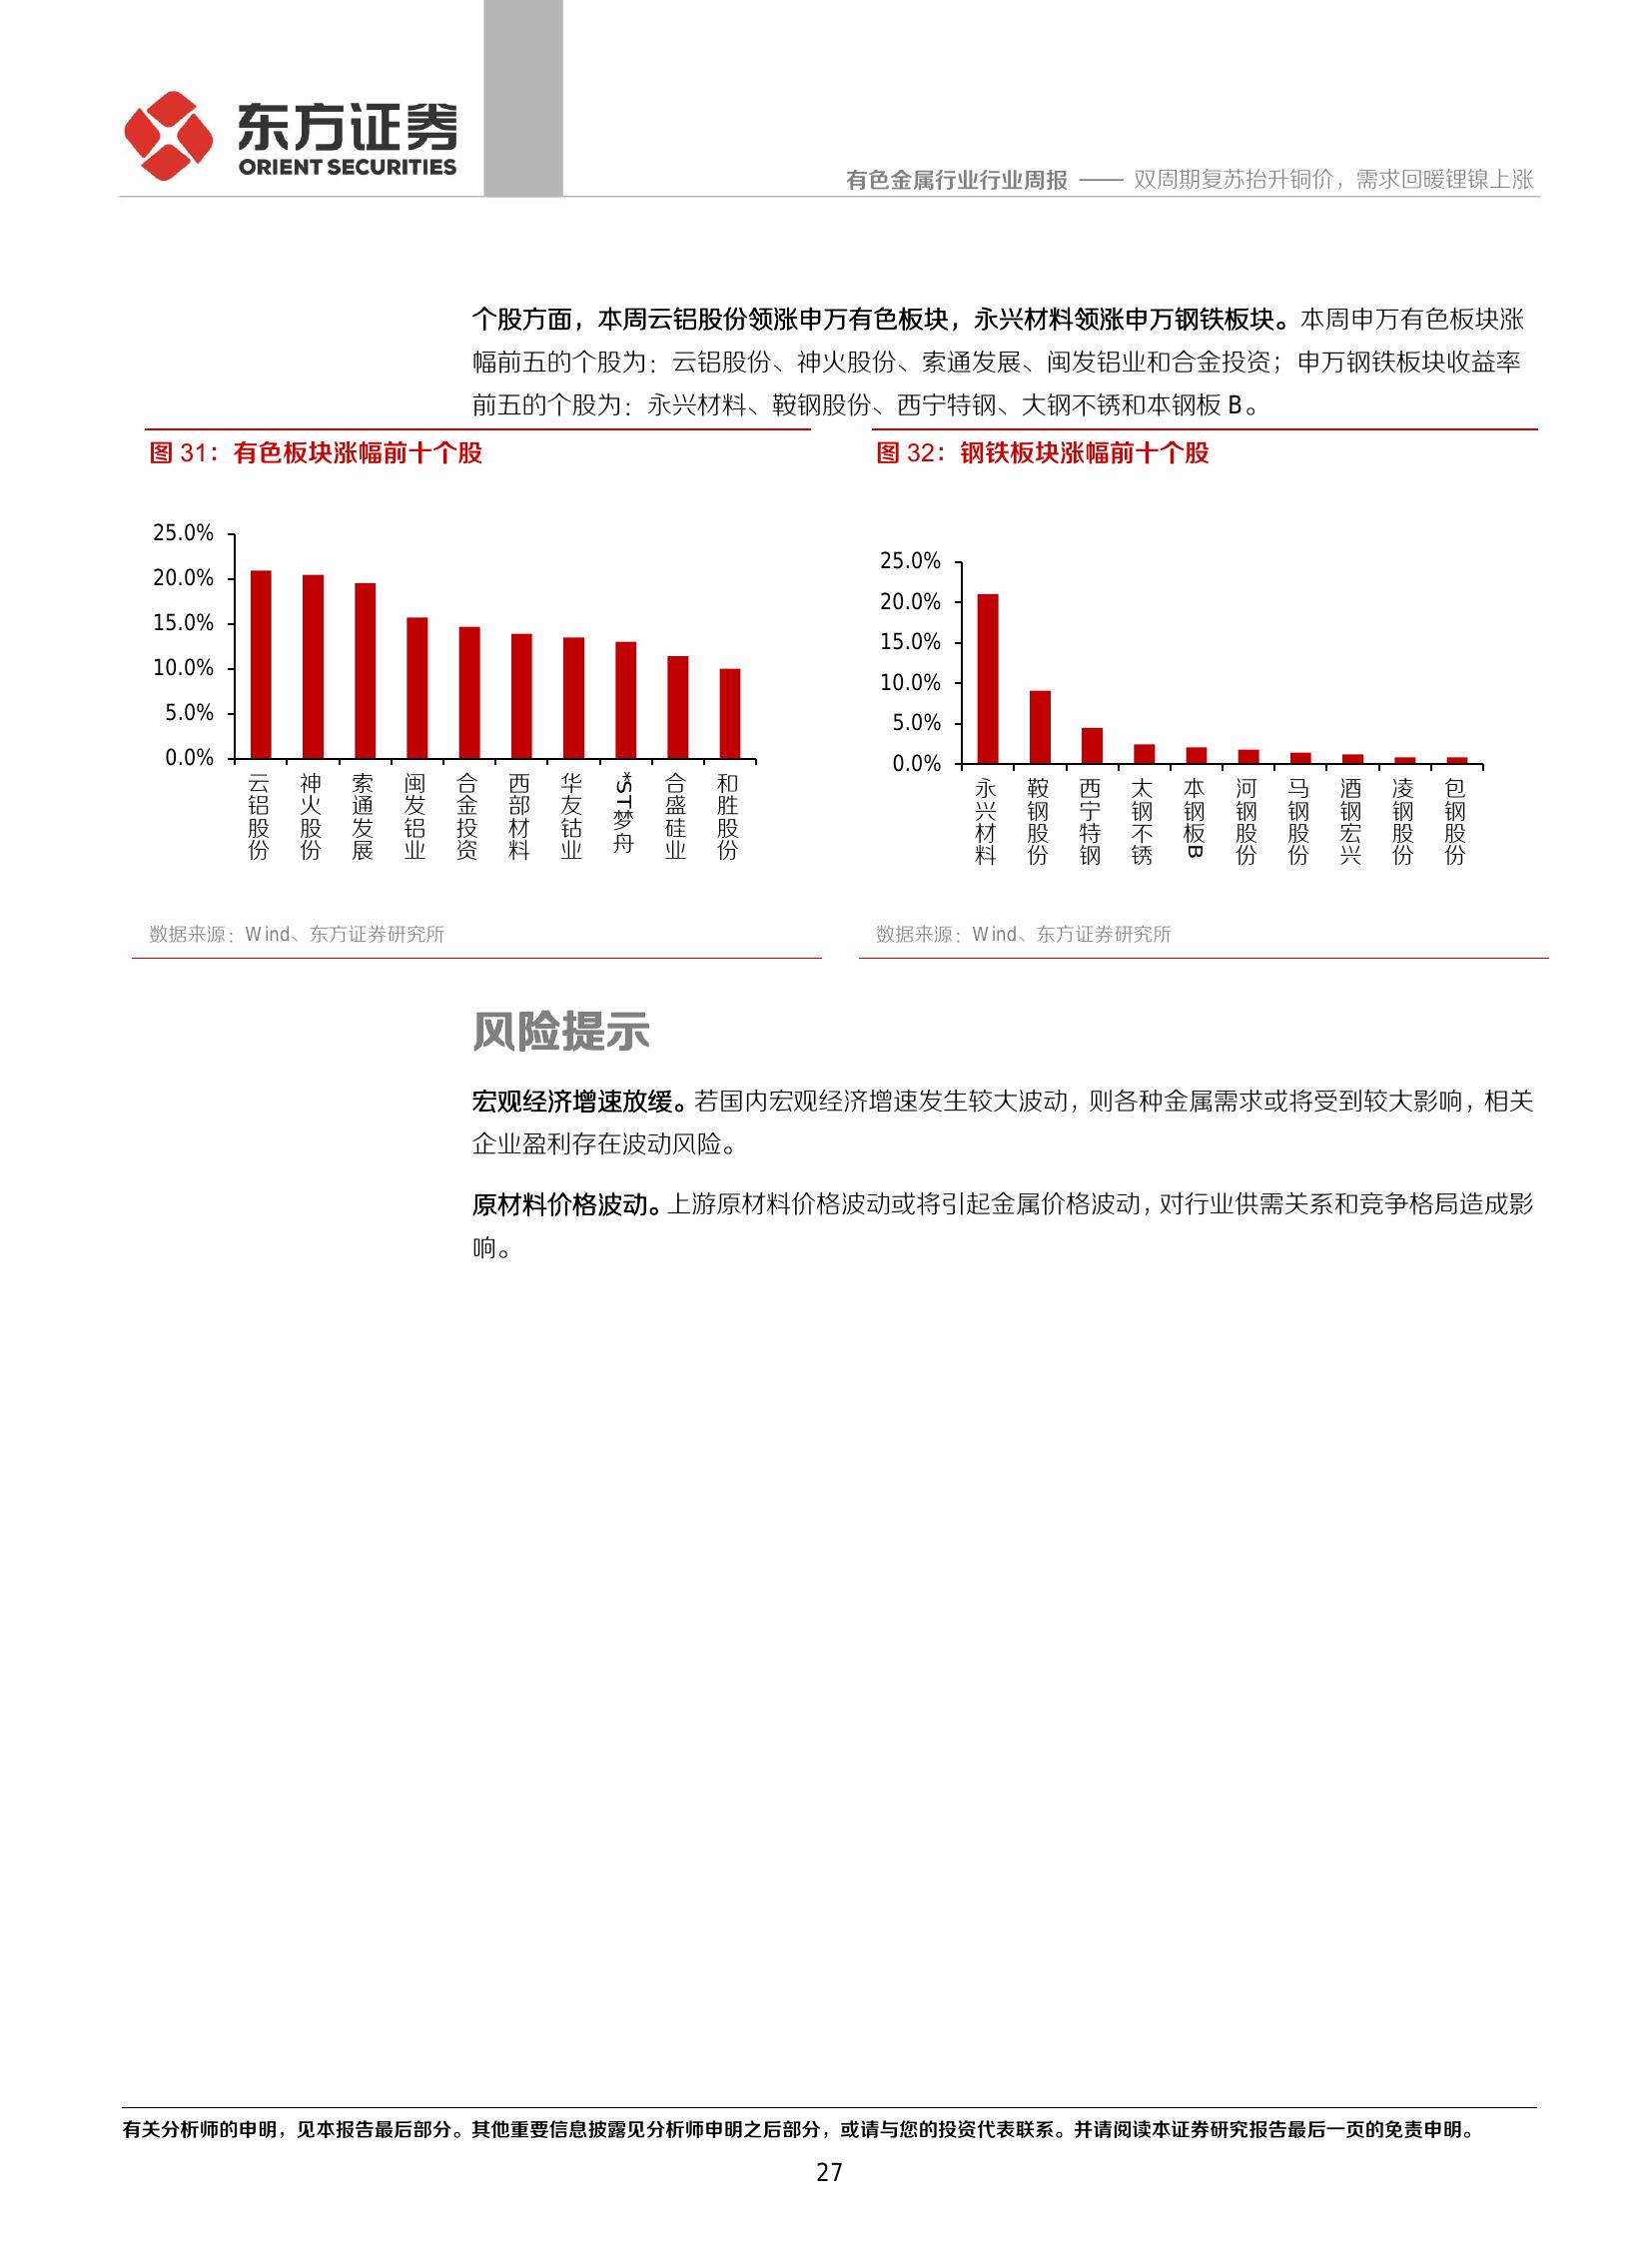 东方证券
ORIENT SECURITIES
有色金属行业行业周报 —— 双周期复苏抬升铜价，需求回暖锂镍上涨
个股方面，本周云铝股份领涨申万有色板块，永兴材料领涨申万钢铁板块。本周申万有色板块涨
幅前五的个股为：云铝股份、神火股份、索通发展、闽发铝业和合金投资；申万钢铁板块收益率
前五的个股为：永兴材料、鞍钢股份、西宁特钢、大钢不锈和本钢板 B。
图 31：有色板块涨幅前十个股
25.0%
20.0%
15.0%
10.0%
5.0%
0.0%
云铝股份
神火股份
索通发展
闽发铝业
合金投资
西部材料
华友钴业
*ST梦舟
合盛硅业
和胜股份
数据来源：Wind、东方证券研究所
图 32：钢铁板块涨幅前十个股
25.0%
20.0%
15.0%
10.0%
5.0%
0.0%
永兴材料
鞍钢股份
西宁特钢
太钢不锈
本钢板B
河钢股份
马钢股份
酒钢宏兴
凌钢股份
包钢股份
数据来源：Wind、东方证券研究所
风险提示
宏观经济增速放缓。若国内宏观经济增速发生较大波动，则各种金属需求或将受到较大影响，相关
企业盈利存在波动风险。
原材料价格波动。上游原材料价格波动或将引起金属价格波动，对行业供需关系和竞争格局造成影
响。
有关分析师的申明，见本报告最后部分。其他重要信息披露见分析师申明之后部分，或请与您的投资代表联系。并请阅读本证券研究报告最后一页的免责申明。
27